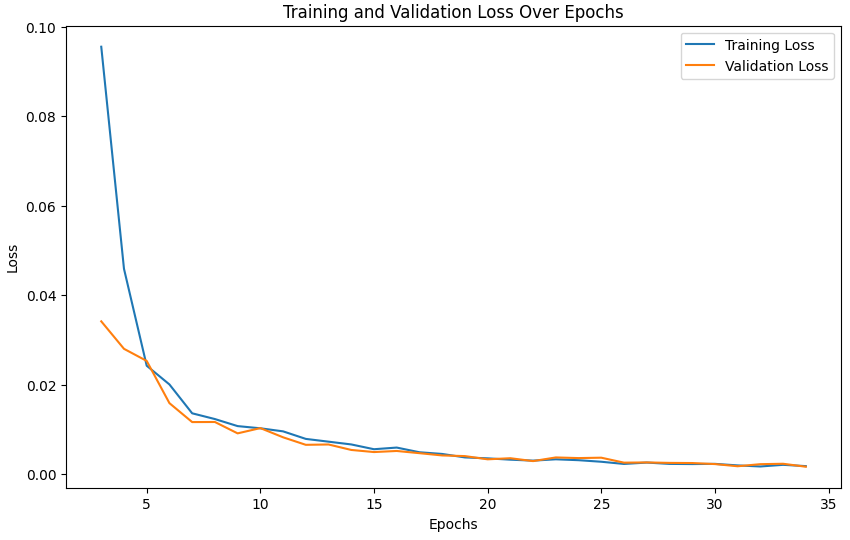 Training and Validation Loss Over Epochs
Training Loss
Validation Loss
0.10
0.08
0.06
0.04
0.02
0.00
Loss
5
10
15
20
25
30
35
Epochs